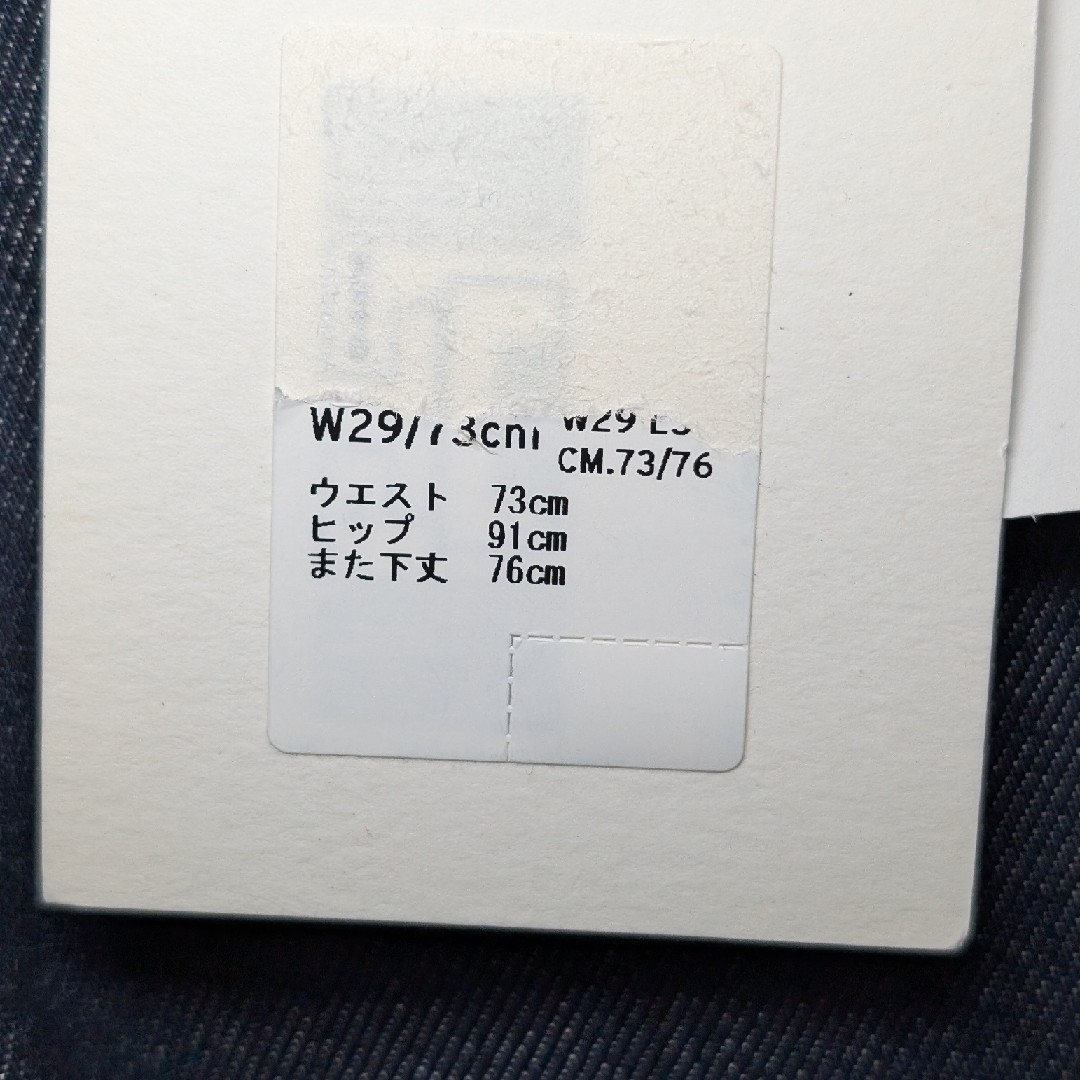 W29/73cm
W29
CM.73/76
ウエスト 73cm
ヒップ 91cm
また下丈 76cm